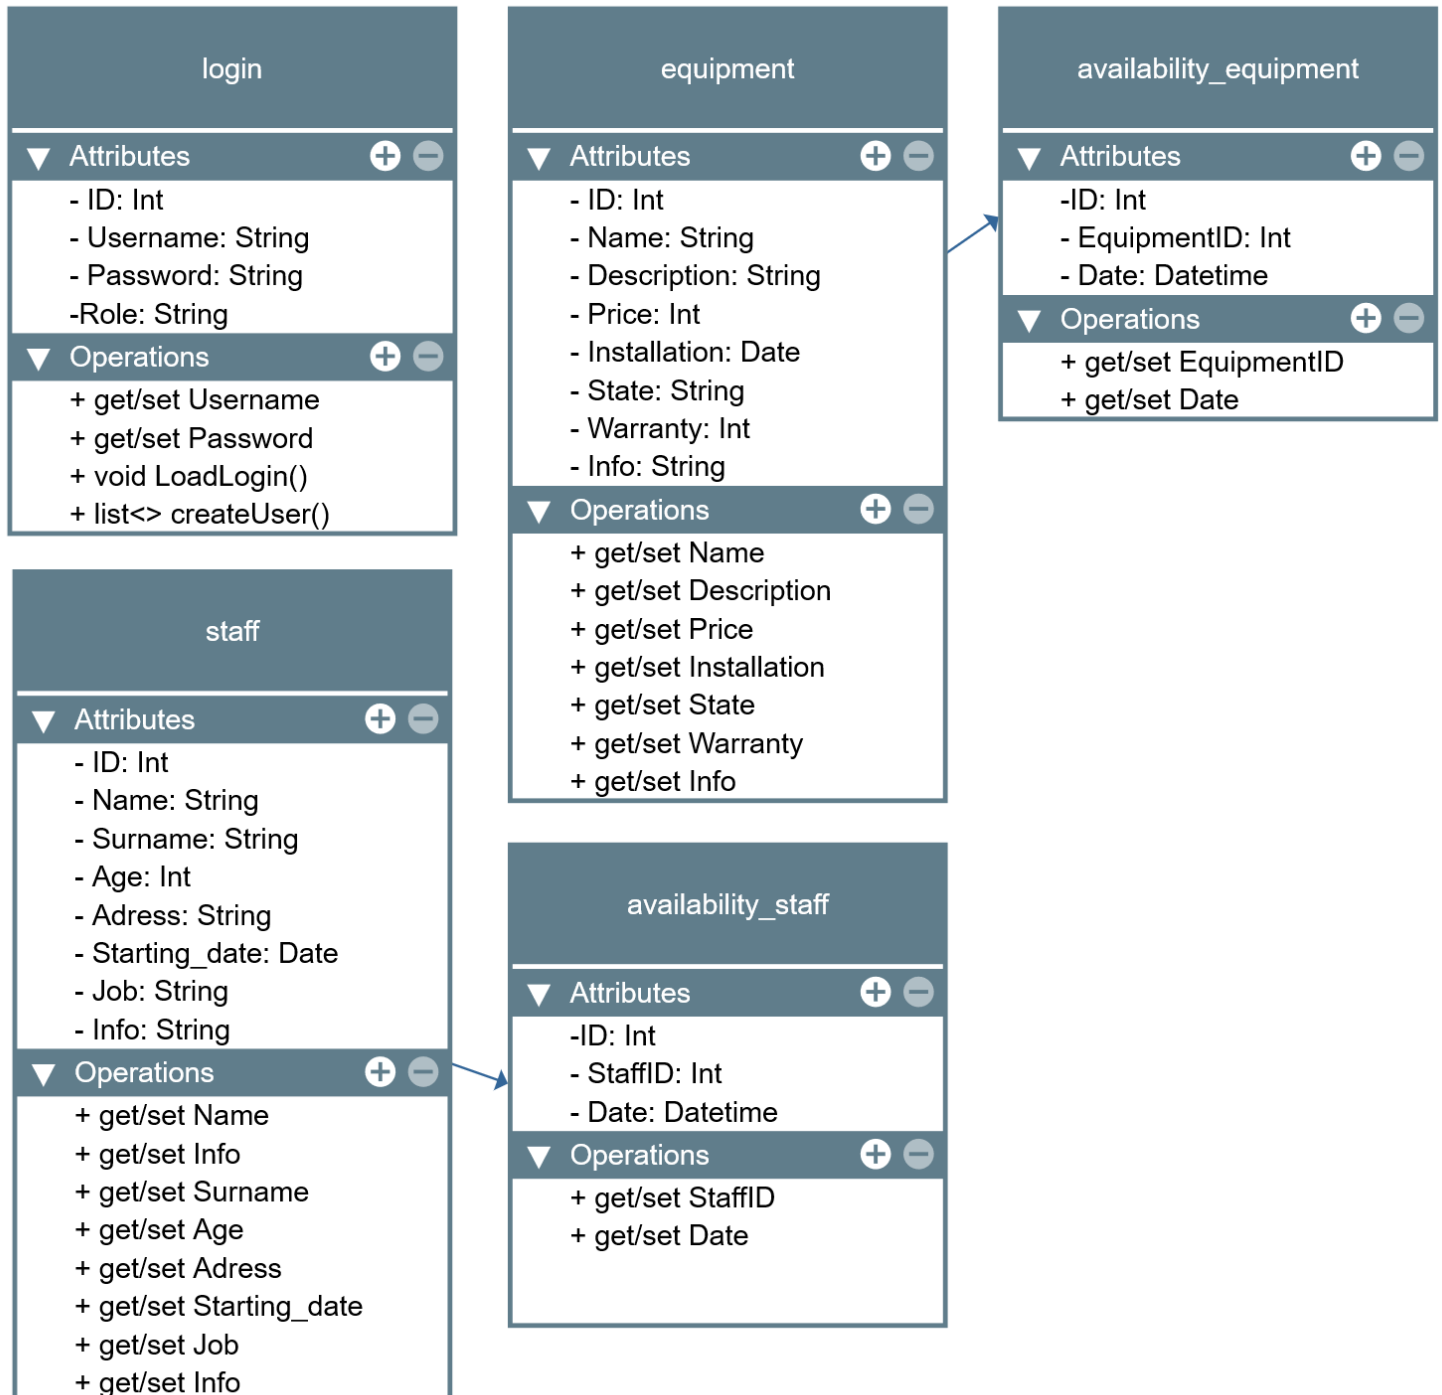 login
Attributes
- ID: Int
- Username: String
- Password: String
-Role: String
Operations
+ get/set Username
+ get/set Password
+ void LoadLogin()
+ list<> createUser()
equipment
Attributes
- ID: Int
- Name: String
- Description: String
- Price: Int
- Installation: Date
- State: String
- Warranty: Int
- Info: String
Operations
+ get/set Name
+ get/set Description
+ get/set Price
+ get/set Installation
+ get/set State
+ get/set Warranty
+ get/set Info
availability_equipment
Attributes
-ID: Int
- EquipmentID: Int
- Date: Datetime
Operations
+ get/set EquipmentID
+ get/set Date
staff
Attributes
- ID: Int
- Name: String
- Surname: String
- Age: Int
- Adress: String
- Starting_date: Date
- Job: String
- Info: String
Operations
+ get/set Name
+ get/set Info
+ get/set Surname
+ get/set Age
+ get/set Adress
+ get/set Starting_date
+ get/set Job
+ get/set Info
availability_staff
Attributes
-ID: Int
- StaffID: Int
- Date: Datetime
Operations
+ get/set StaffID
+ get/set Date